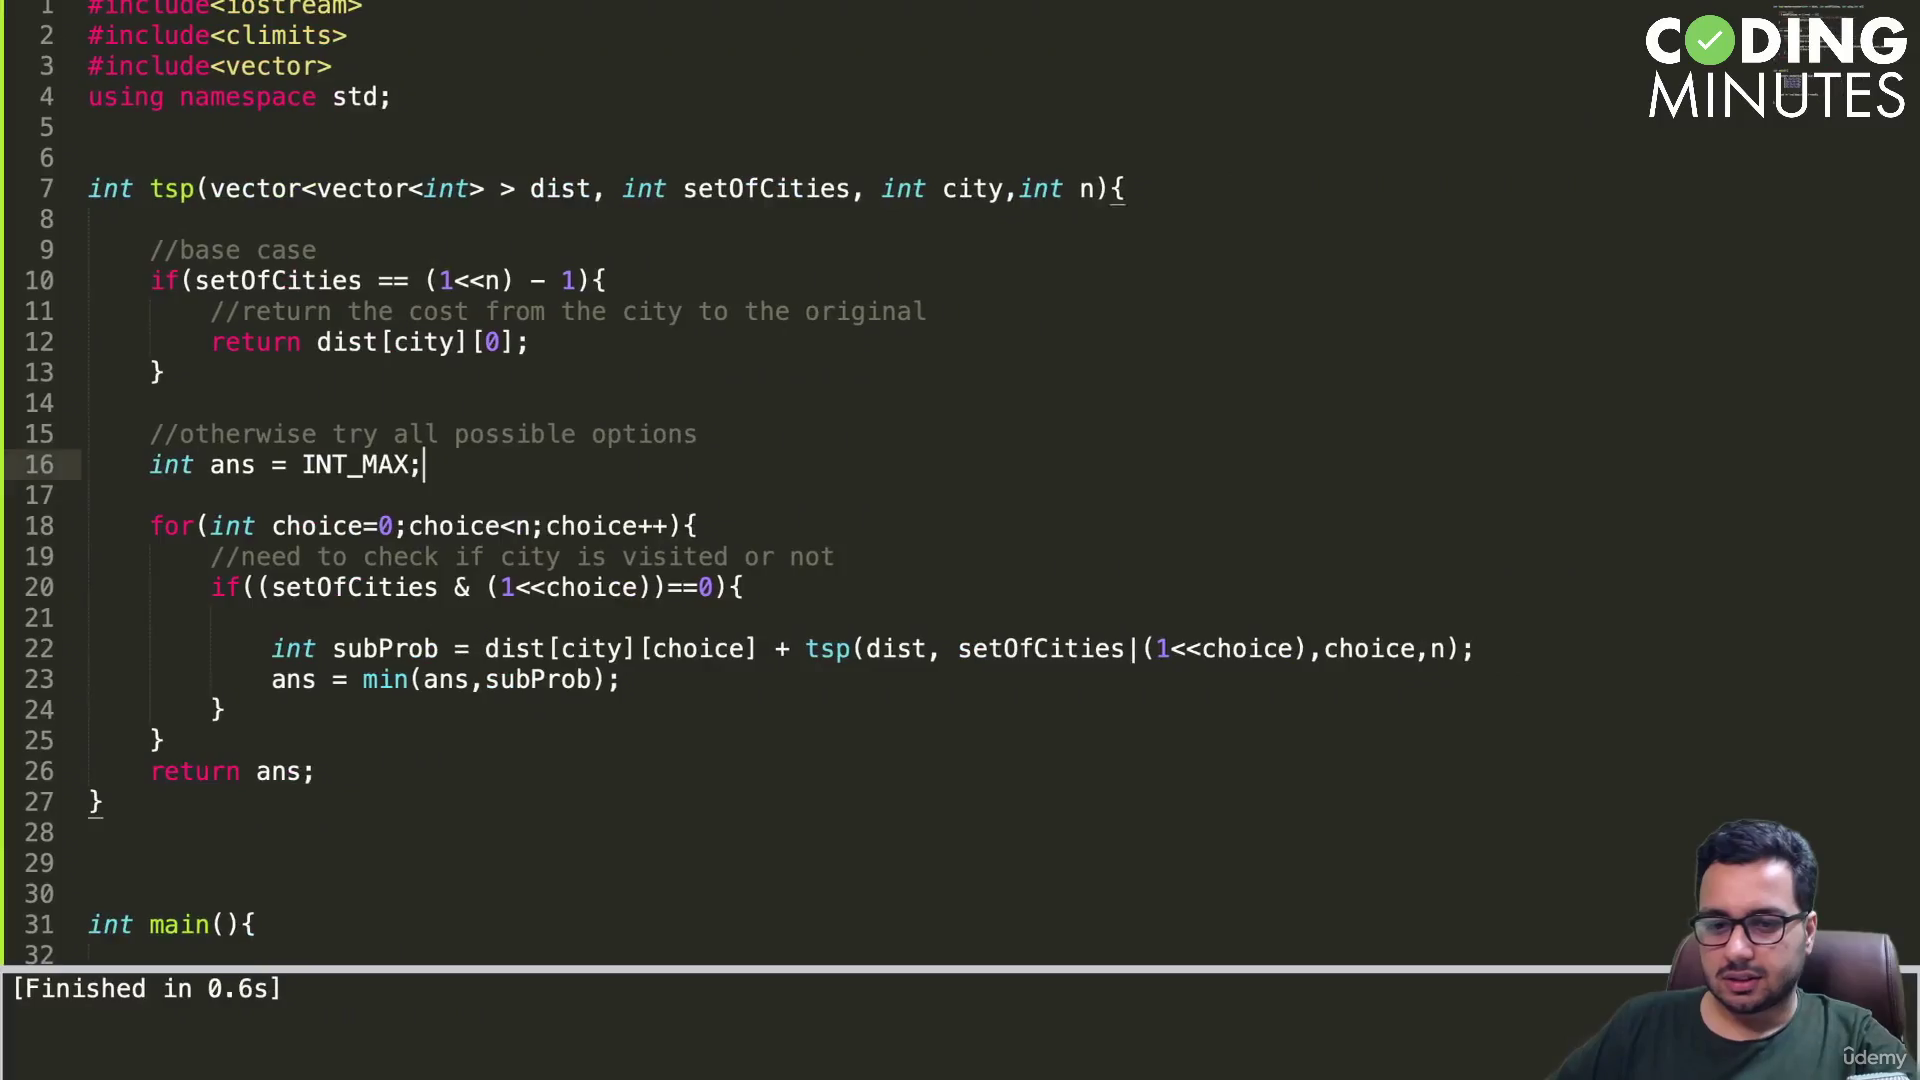 1 #include<iostream>
2 #include<climits>
3 #include<vector>
4 using namespace std;
5
6
7 int tsp(vector<vector<int> > dist, int setOfCities, int city,int n){
8
9 //base case
10 if(setOfCities == (1<<n) - 1){
11 //return the cost from the city to the original
12 return dist[city][0];
13 }
14
15 //otherwise try all possible options
16 int ans = INT_MAX;
17
18 for(int choice=0;choice<n;choice++){
19 //need to check if city is visited or not
20 if((setOfCities & (1<<choice))==0){
21
22 int subProb = dist[city][choice] + tsp(dist, setOfCities|(1<<choice),choice,n);
23 ans = min(ans,subProb);
24 }
25 }
26 return ans;
27 }
28
29
30
31 int main(){
32
[Finished in 0.6s]
CODING
MINUTES
udemy